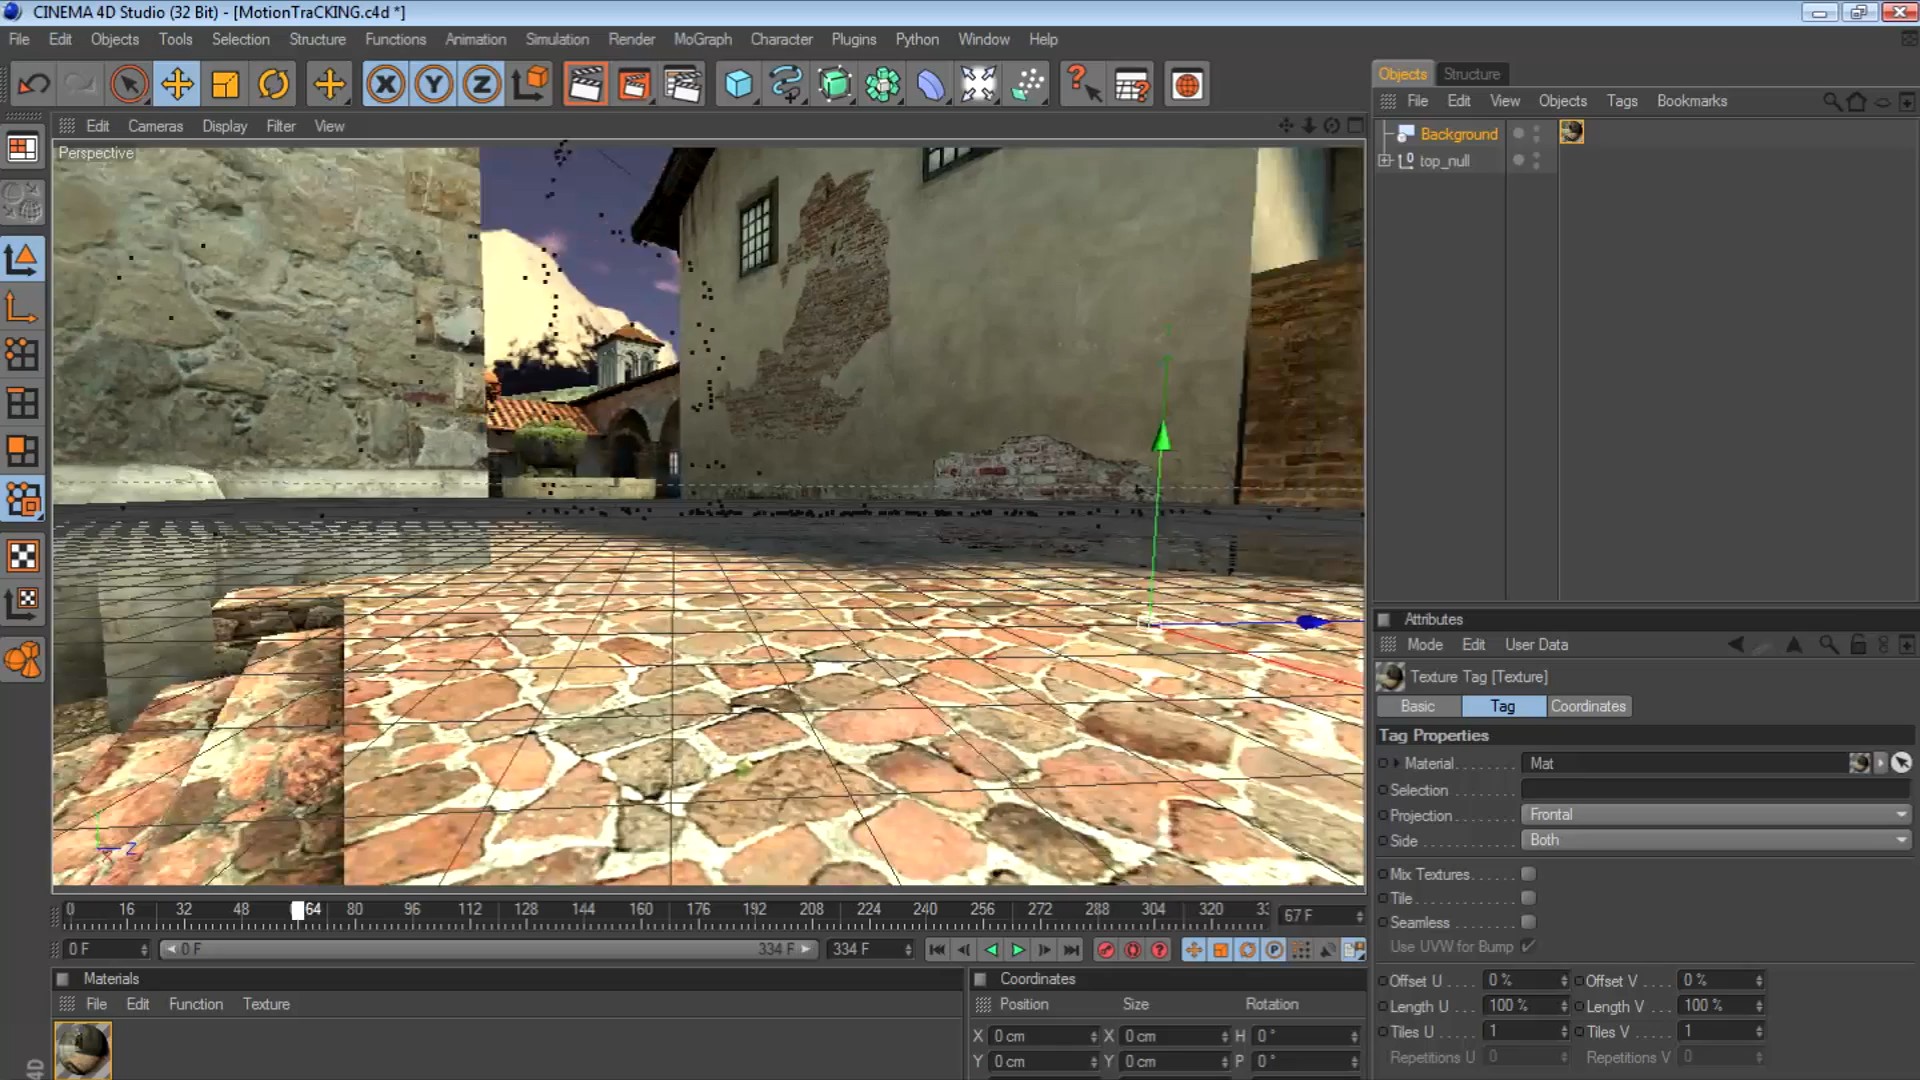 CINEMA 4D Studio (32 Bit) - [MotionTraCKING.c4d *]
File Edit Objects Tools Selection Structure Functions Animation Simulation Render MoGraph Character Plugins Python Window Help
X Y Z
Objects Structure
File Edit View Objects Tags Bookmarks
Edit Cameras Display Filter View
Perspective
Background
top_null
Attributes
Mode Edit User Data
Texture Tag [Texture]
Basic Tag Coordinates
Tag Properties
Material Mat
Selection
Projection Frontal
Side Both
Mix Textures
Tile
Seamless
Use UVW for Bump
Offset U 0 % Offset V 0 %
Length U 100 % Length V 100 %
Tiles U 1 Tiles V 1
Repetitions U 0 Repetitions V 0
Z
0 16 32 48 64 80 96 112 128 144 160 176 192 208 224 240 256 272 288 304 320 67 F
0 F 0 F 334 F 334 F
Materials
File Edit Function Texture
Coordinates
Position Size Rotation
X 0 cm X 0 cm H 0 °
Y 0 cm Y 0 cm P 0 °
4D